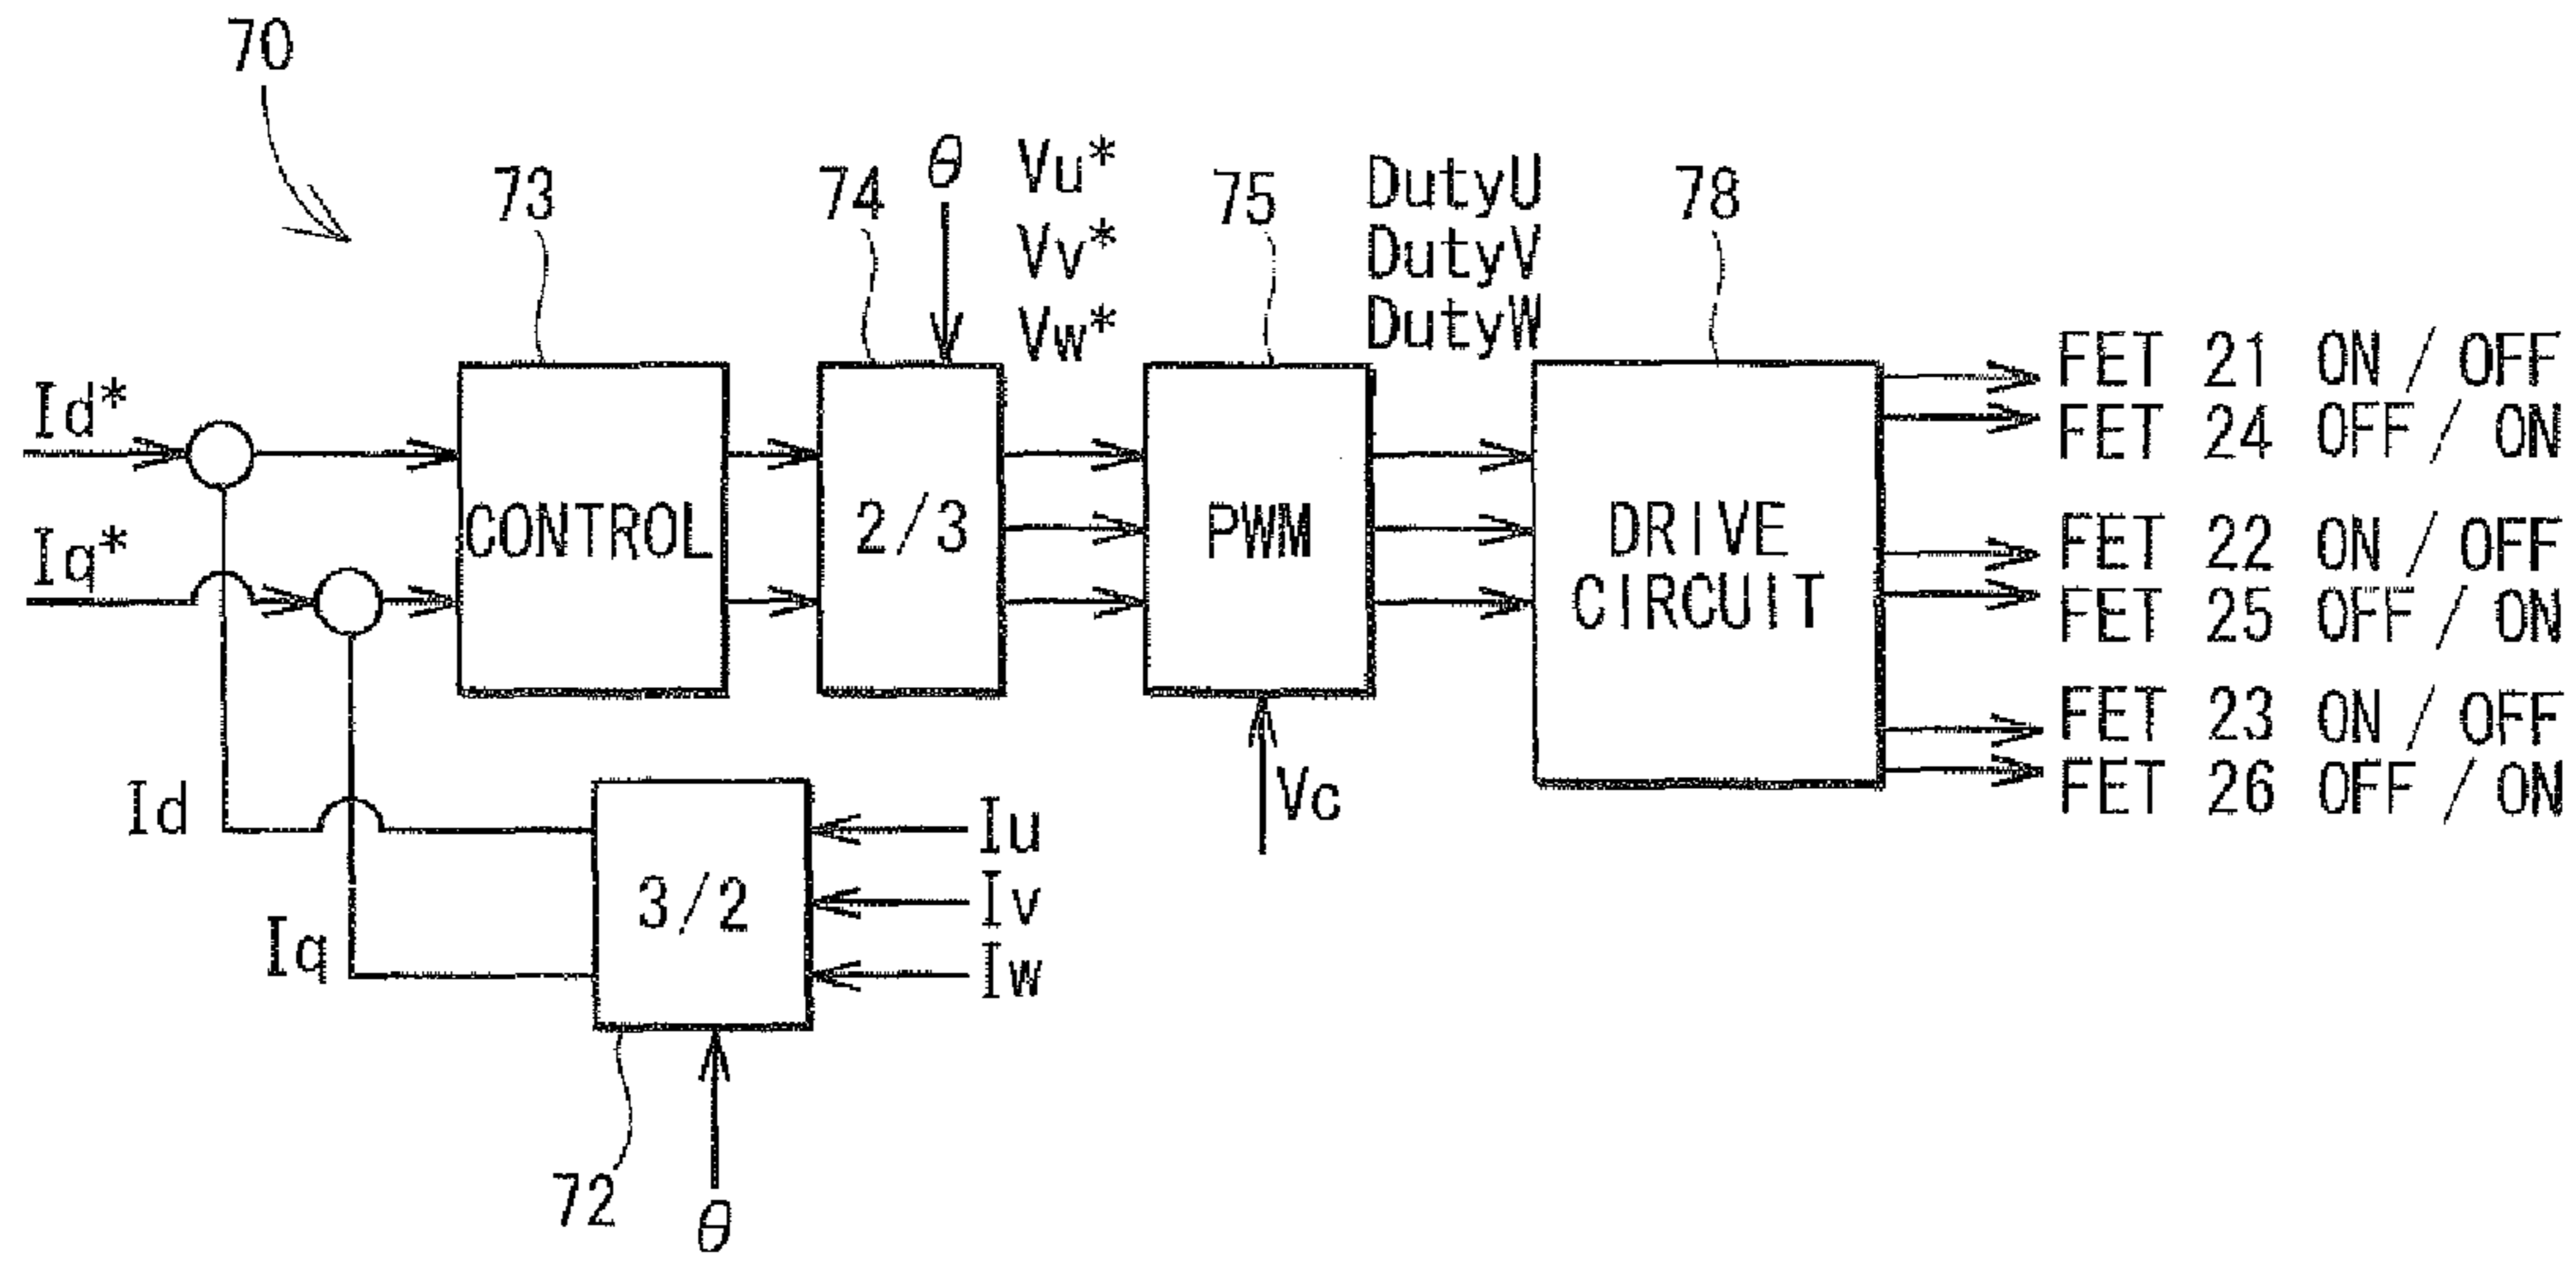 70
73
74
θ
Vu*
Vv*
Vw*
75
DutyU
DutyV
DutyW
78
Id*
Iq*
CONTROL
2/3
PWM
DRIVE
CIRCUIT
FET 21 ON / OFF
FET 24 OFF / ON
FET 22 ON / OFF
FET 25 OFF / ON
FET 23 ON / OFF
FET 26 OFF / ON
Id
Iq
3/2
Iu
Iv
Iw
Vc
72
θ